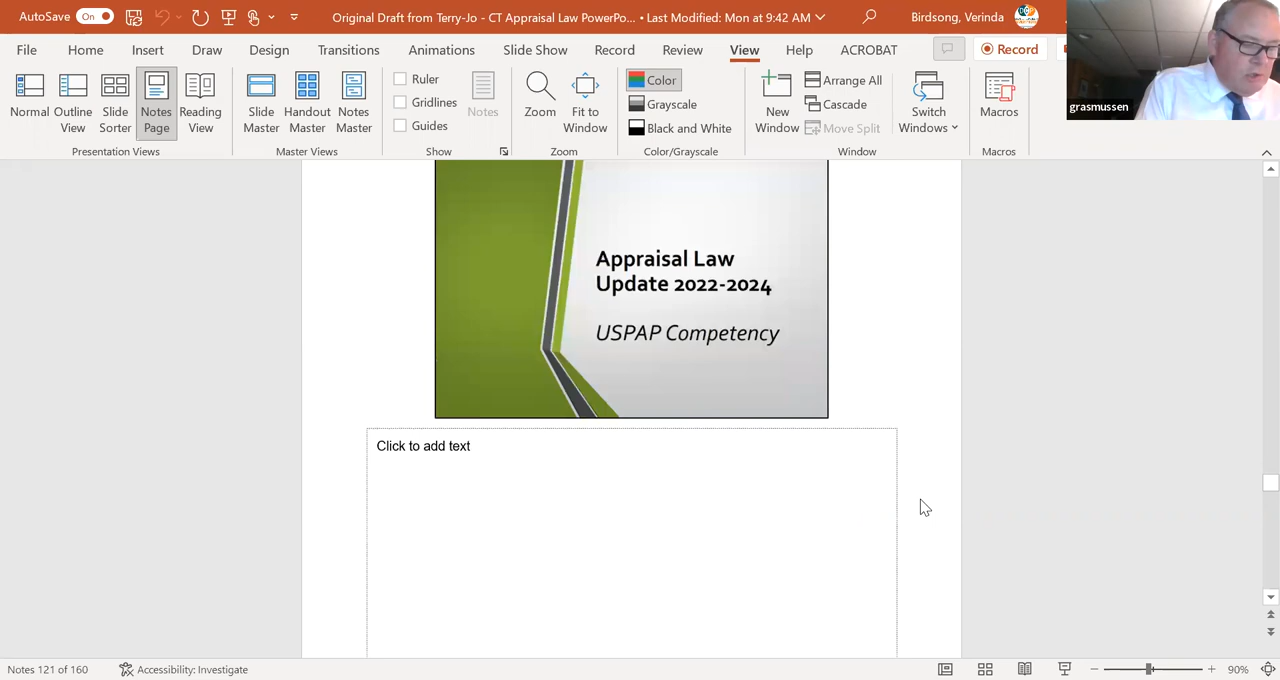 AutoSave On Original Draft from Terry-Jo - CT Appraisal Law PowerPo... • Last Modified: Mon at 9:42 AM Birdsong, Verinda
File Home Insert Draw Design Transitions Animations Slide Show Record Review View Help ACROBAT Record
grasmussen
Normal Outline View Slide Sorter Notes Page Reading View
Presentation Views
Slide Master Handout Master Notes Master
Master Views
Ruler
Gridlines
Guides
Notes
Show
Zoom Fit to Window
Zoom
Color
Grayscale
Black and White
Color/Grayscale
New Window
Arrange All
Cascade
Move Split
Switch Windows
Window
Macros
Macros
Appraisal Law
Update 2022-2024
USPAP Competency
Click to add text
Notes 121 of 160 Accessibility: Investigate 90%